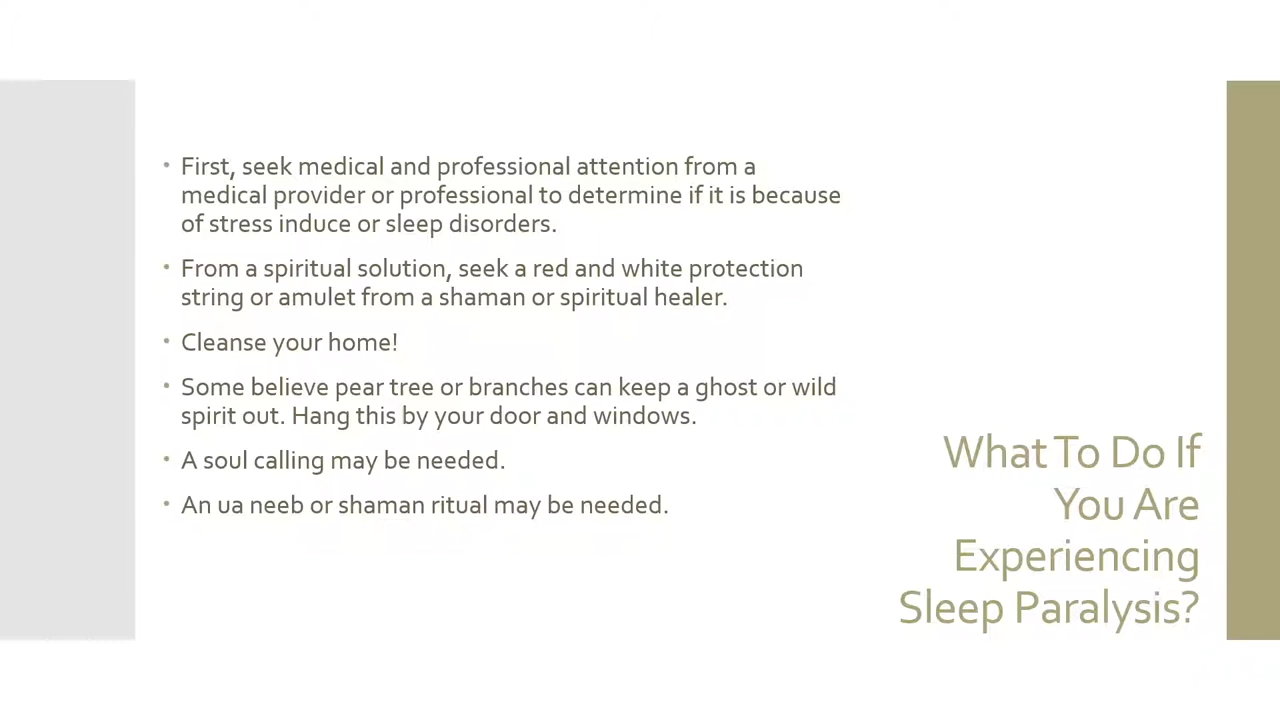 • First, seek medical and professional attention from a
medical provider or professional to determine if it is because
of stress induce or sleep disorders.
• From a spiritual solution, seek a red and white protection
string or amulet from a shaman or spiritual healer.
• Cleanse your home!
• Some believe pear tree or branches can keep a ghost or wild
spirit out. Hang this by your door and windows.
• A soul calling may be needed.
• An ua neeb or shaman ritual may be needed.
What To Do If
You Are
Experiencing
Sleep Paralysis?